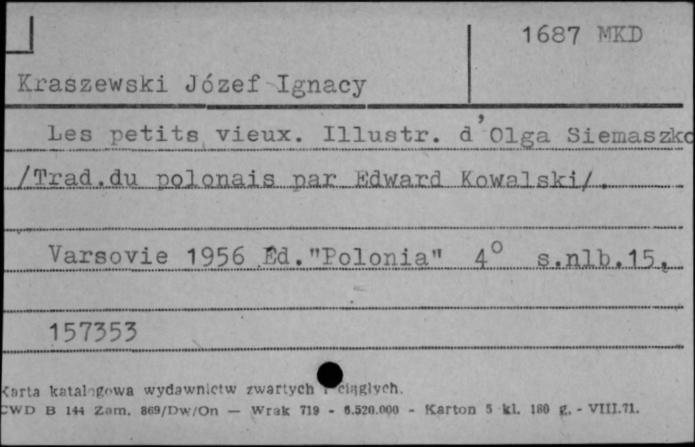 1687 MKD
Kraszewski Józef Ignacy
Les petits vieux. Illustr. d'Olga Siemaszko
/Trad.du polonais par Edward Kowalski/.
Varsovie 1956 Ed."Polonia" 4° s.nlb.15.
157353
Karta katalogowa wydawnictw zwartych i ciągłych.
CWD B 144 Zam. 869/Dw/On — Wrak 719 - 6.520.000 - Karton 5 kl. 180 g. - VIII.71.